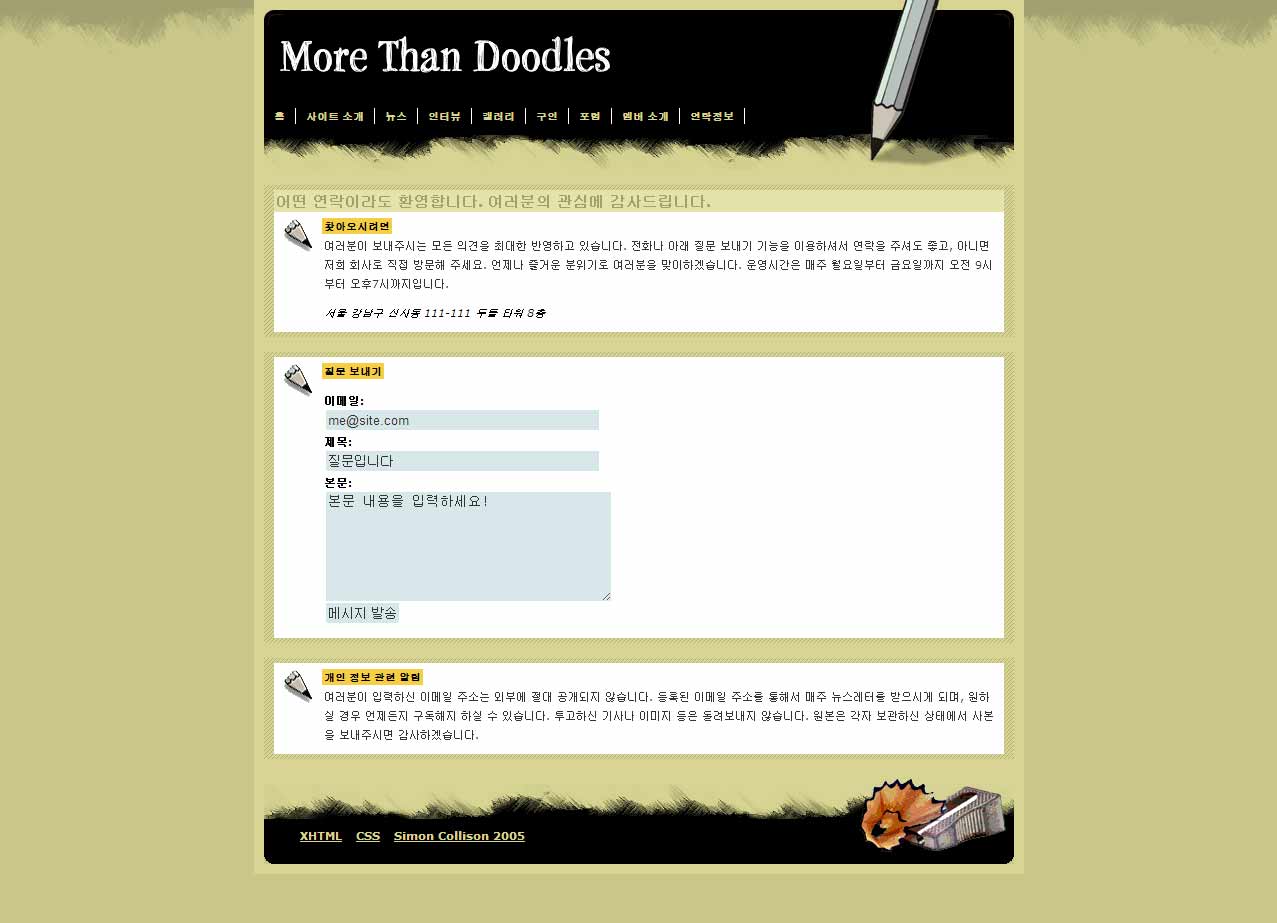 More Than Doodles
홈 사이트 소개 뉴스 인터뷰 갤러리 구인 포럼 멤버 소개 연락정보
어떤 연락이라도 환영합니다. 여러분의 관심에 감사드립니다.
찾아오시려면
여러분이 보내주시는 모든 의견을 최대한 반영하고 있습니다. 전화나 아래 질문 보내기 기능을 이용하셔서 연락을 주셔도 좋고, 아니면
저희 회사로 직접 방문해 주세요. 언제나 즐거운 분위기로 여러분을 맞이하겠습니다. 운영시간은 매주 월요일부터 금요일까지 오전 9시
부터 오후7시까지입니다.
서울 강남구 신사동 111-111 두들 타워 8층
질문 보내기
이메일:
me@site.com
제목:
질문입니다
본문:
본문 내용을 입력하세요!
메시지 발송
개인 정보 관련 알림
여러분이 입력하신 이메일 주소는 외부에 절대 공개되지 않습니다. 등록된 이메일 주소를 통해서 매주 뉴스레터를 받으시게 되며, 원하
실 경우 언제든지 구독해지 하실 수 있습니다. 투고하신 기사나 이미지 등은 돌려보내지 않습니다. 원본은 각자 보관하신 상태에서 사본
을 보내주시면 감사하겠습니다.
XHTML CSS Simon Collison 2005